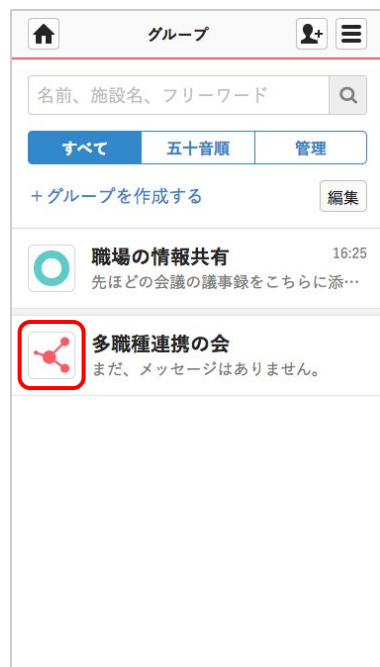 グループ
名前、施設名、フリーワード
すべて 五十音順 管理
+グループを作成する 編集
職場の情報共有 16:25
先ほどの会議の議事録をこちらに添…
多職種連携の会
まだ、メッセージはありません。